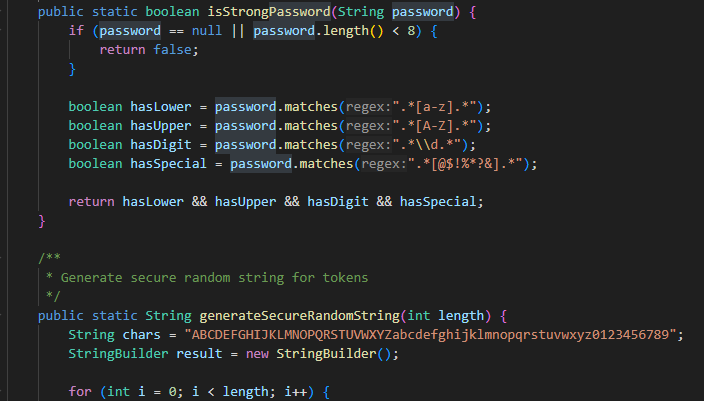 public static boolean isStrongPassword(String password) {
if (password == null || password.length() < 8) {
return false;
}
boolean hasLower = password.matches(regex:".*[a-z].*");
boolean hasUpper = password.matches(regex:".*[A-Z].*");
boolean hasDigit = password.matches(regex:".*\\d.*");
boolean hasSpecial = password.matches(regex:".*[@$!%*?&].*");
return hasLower && hasUpper && hasDigit && hasSpecial;
}
/**
* Generate secure random string for tokens
*/
public static String generateSecureRandomString(int length) {
String chars = "ABCDEFGHIJKLMNOPQRSTUVWXYZabcdefghijklmnopqrstuvwxyz0123456789";
StringBuilder result = new StringBuilder();
for (int i = 0; i < length; i++) {